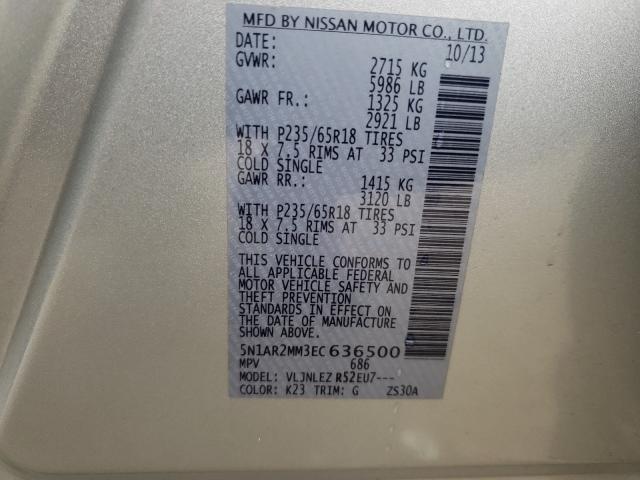 MFD BY NISSAN MOTOR CO., LTD.
DATE: 10/13
GVWR: 2715 KG
5986 LB
GAWR FR.: 1325 KG
2921 LB
WITH P235/65R18 TIRES
18 X 7.5 RIMS AT 33 PSI
COLD SINGLE
GAWR RR.: 1415 KG
3120 LB
WITH P235/65R18 TIRES
18 X 7.5 RIMS AT 33 PSI
COLD SINGLE
THIS VEHICLE CONFORMS TO
ALL APPLICABLE FEDERAL
MOTOR VEHICLE SAFETY AND
THEFT PREVENTION
STANDARDS IN EFFECT ON
THE DATE OF MANUFACTURE
SHOWN ABOVE.
5N1AR2MM3EC636500
MPV 686
MODEL: VLJNLEZ R52EU7---
COLOR: K23 TRIM: G ZS30A